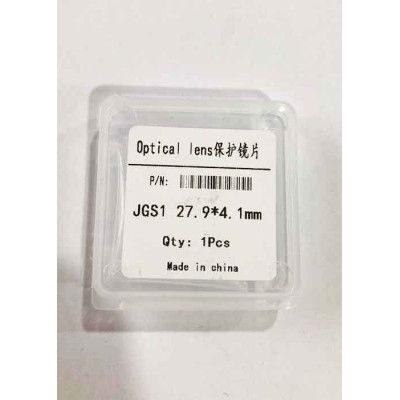 Optical lens保护镜片
P/N:
JGS1 27.9*4.1mm
Qty: 1Pcs
Made in china